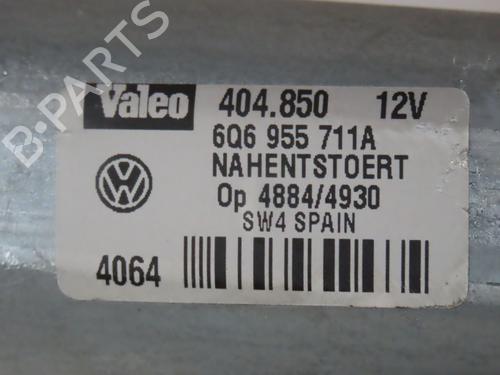 B-PARTS
Valeo 404.850 12V
6Q6 955 711A
NAHENTSTOERT
Op 4884/4930
SW4 SPAIN
4064